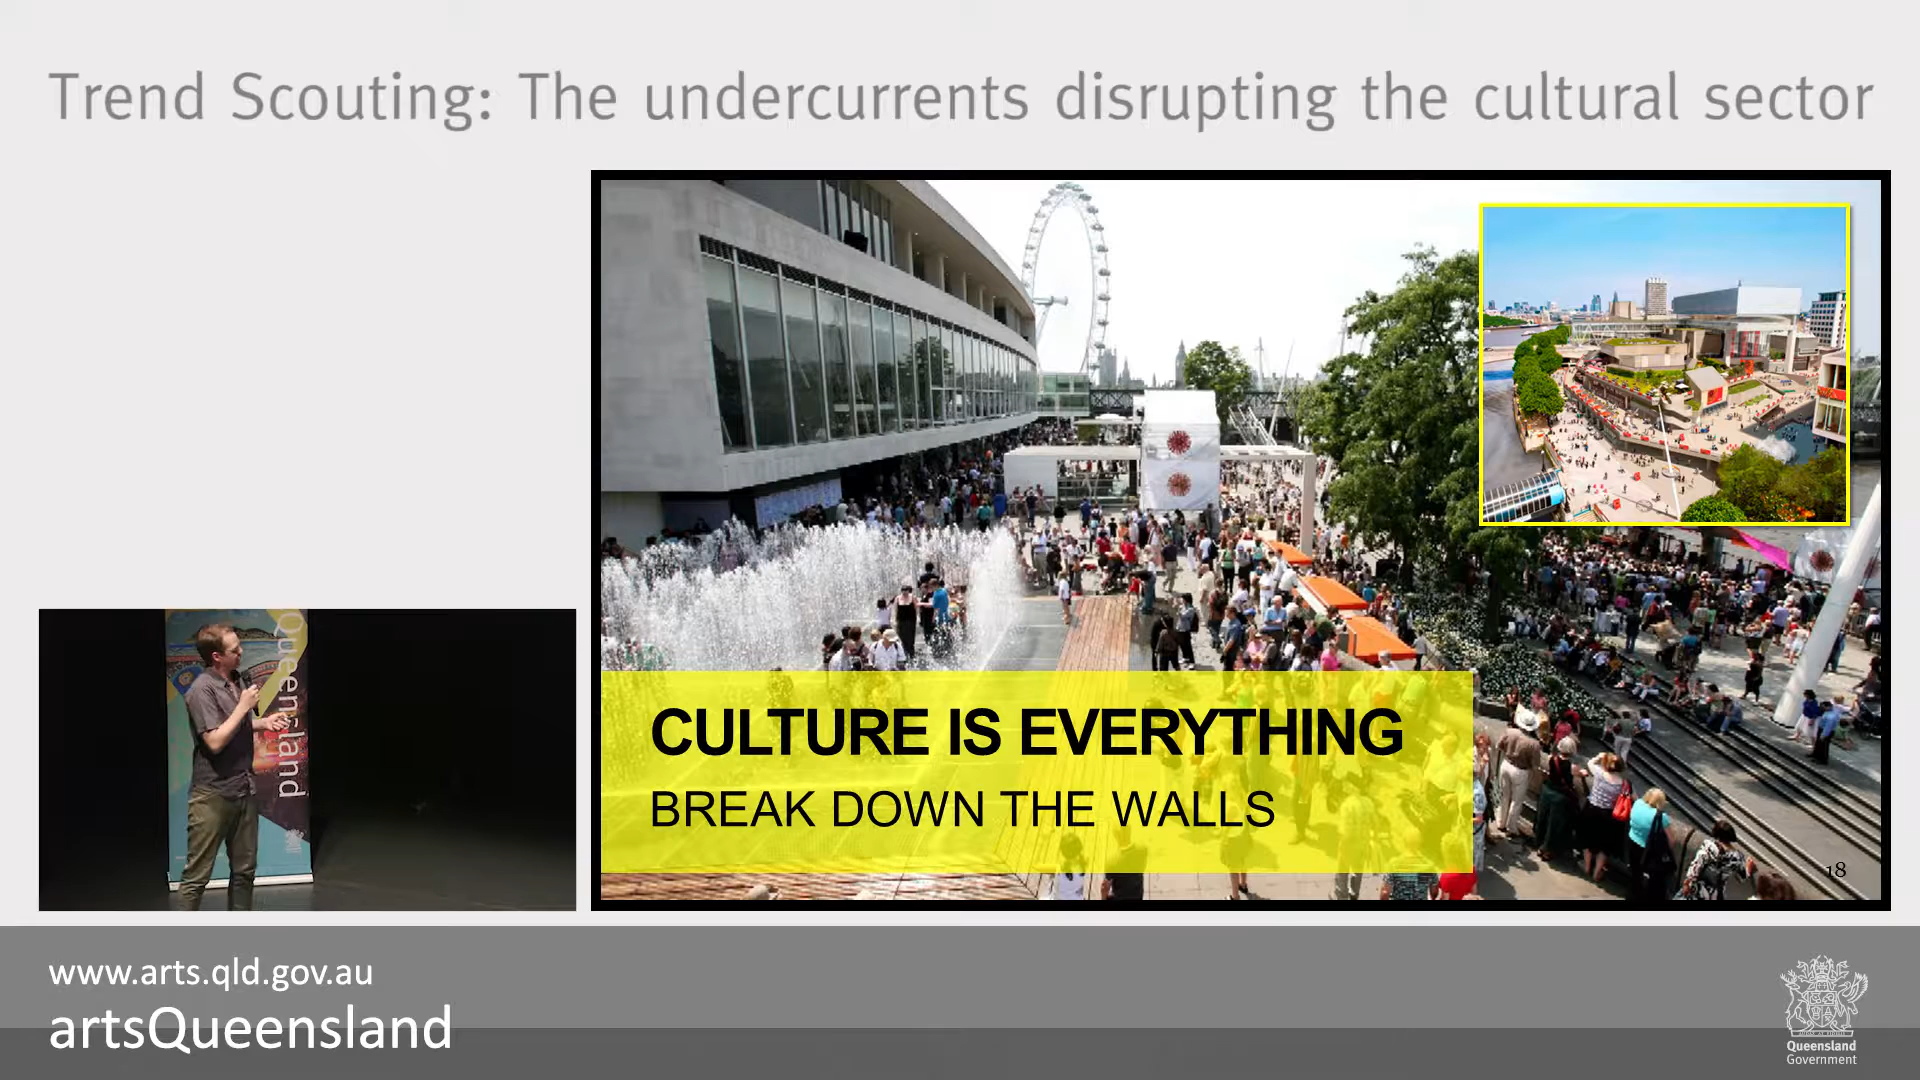 Trend Scouting: The undercurrents disrupting the cultural sector
CULTURE IS EVERYTHING
BREAK DOWN THE WALLS
18
Queensland
www.arts.qld.gov.au
artsQueensland
Queensland
Government